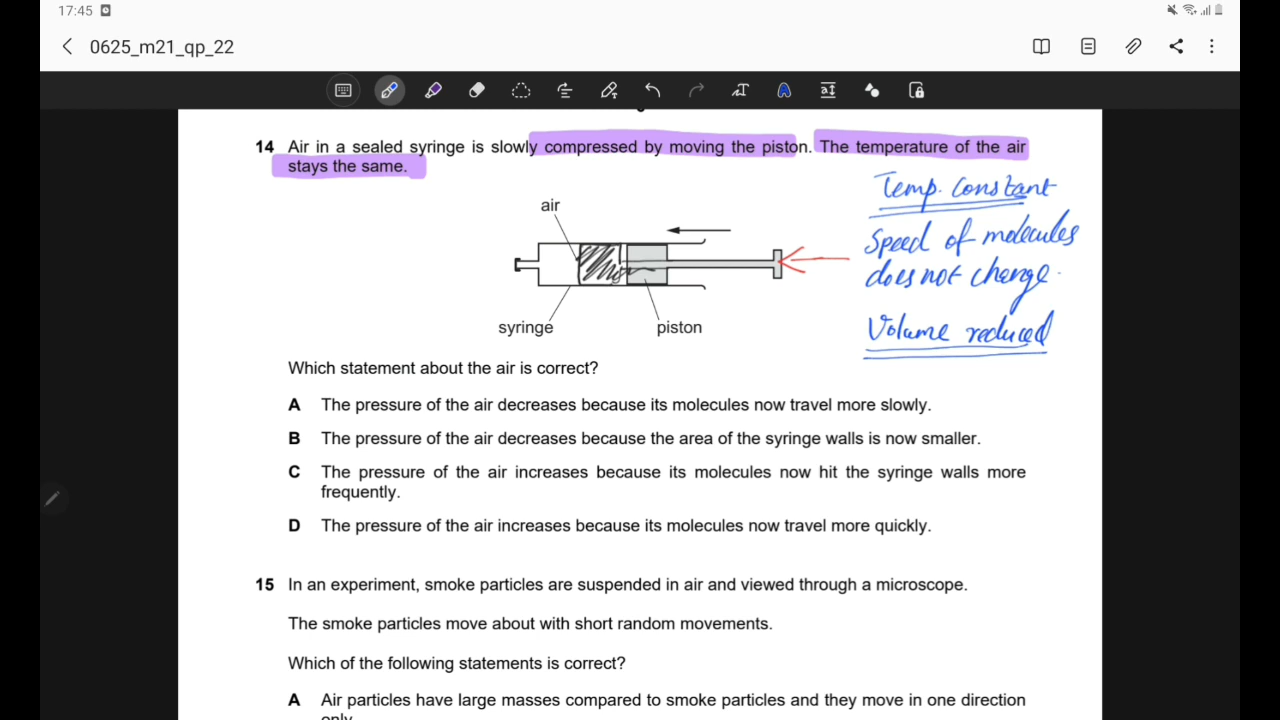 17:45
0625_m21_qp_22
14 Air in a sealed syringe is slowly compressed by moving the piston. The temperature of the air
stays the same.
Temp. Constant
air
Speed of molecules
does not change.
Volume reduced
syringe
piston
Which statement about the air is correct?
A The pressure of the air decreases because its molecules now travel more slowly.
B The pressure of the air decreases because the area of the syringe walls is now smaller.
C The pressure of the air increases because its molecules now hit the syringe walls more
frequently.
D The pressure of the air increases because its molecules now travel more quickly.
15 In an experiment, smoke particles are suspended in air and viewed through a microscope.
The smoke particles move about with short random movements.
Which of the following statements is correct?
A Air particles have large masses compared to smoke particles and they move in one direction
only.